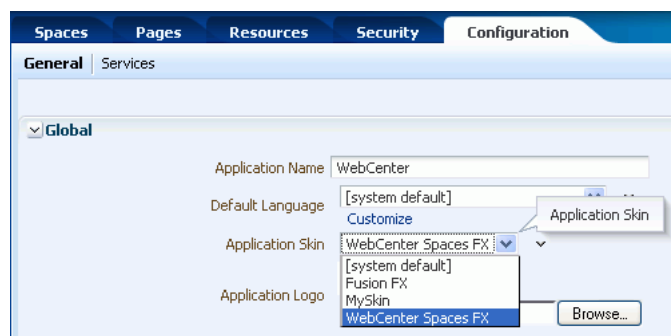 Spaces Pages Resources Security Configuration
General Services
Global
Application Name WebCenter
Default Language [system default]
Customize
Application Skin
Application Skin WebCenter Spaces FX
[system default]
Fusion FX
MySkin
Application Logo
WebCenter Spaces FX
Browse...